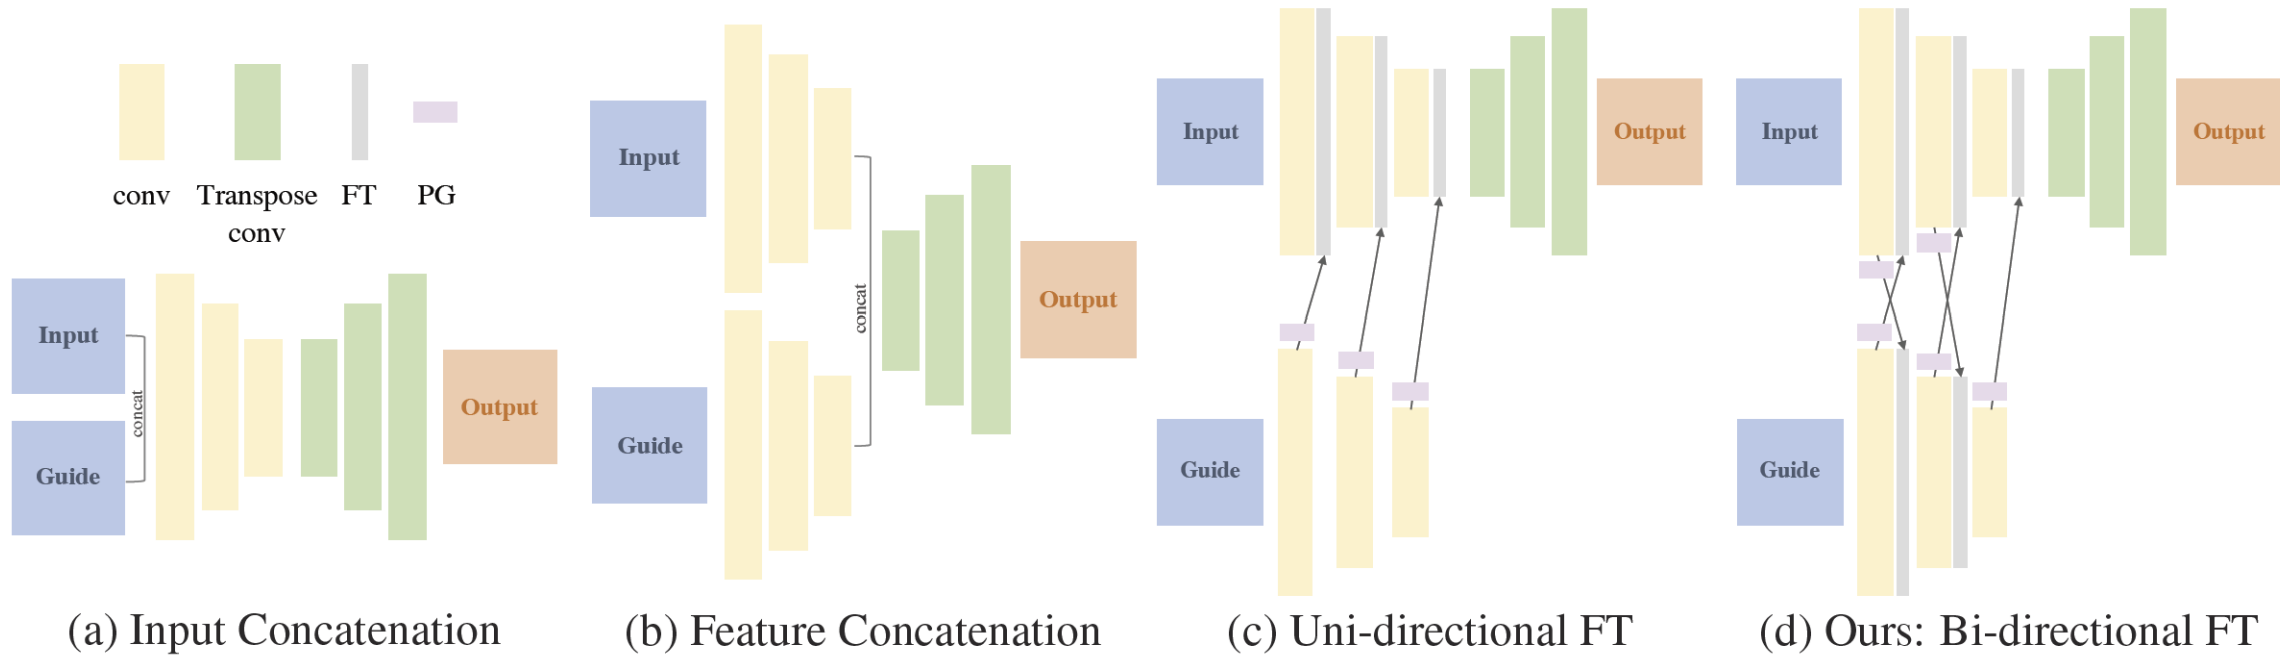 conv
Transpose
conv
FT
PG
Input
Guide
concat
Output
(a) Input Concatenation
Input
Guide
concat
Output
(b) Feature Concatenation
Input
Guide
Output
(c) Uni-directional FT
Input
Guide
Output
(d) Ours: Bi-directional FT